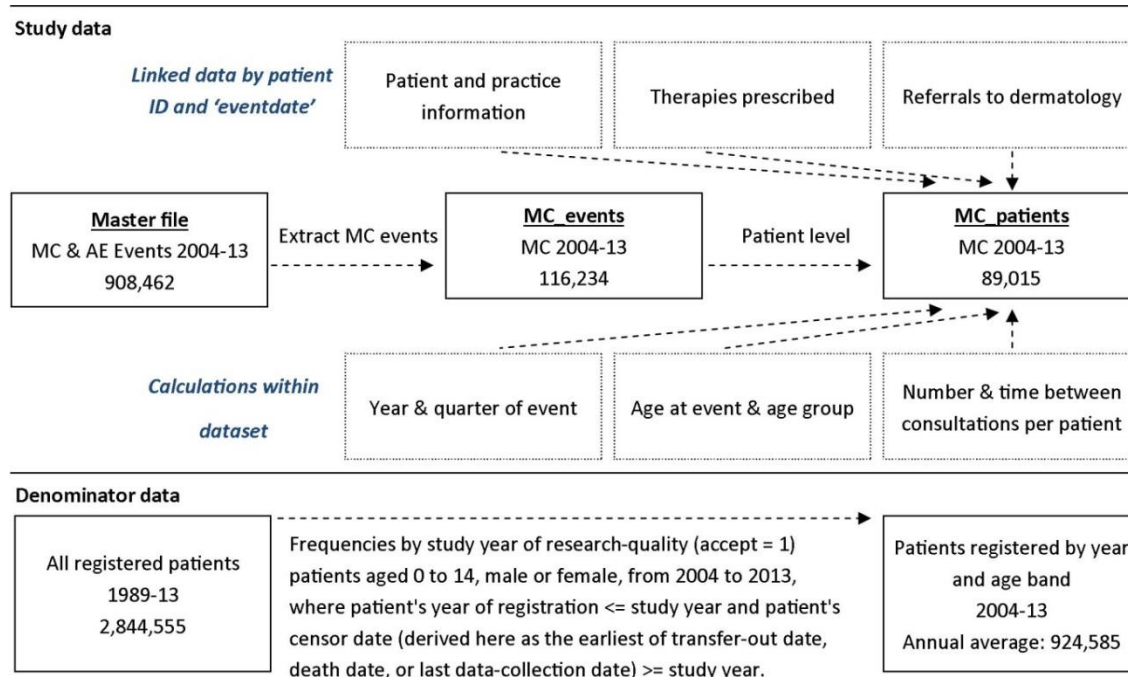 Study data
Linked data by patient
ID and ‘eventdate’
Patient and practice
information
Therapies prescribed
Referrals to dermatology
Master file
MC & AE Events 2004-13
908,462
Extract MC events
MC_events
MC 2004-13
116,234
Patient level
MC_patients
MC 2004-13
89,015
Calculations within
dataset
Year & quarter of event
Age at event & age group
Number & time between
consultations per patient
Denominator data
All registered patients
1989-13
2,844,555
Frequencies by study year of research-quality (accept = 1)
patients aged 0 to 14, male or female, from 2004 to 2013,
where patient's year of registration <= study year and patient's
censor date (derived here as the earliest of transfer-out date,
death date, or last data-collection date) >= study year.
Patients registered by year
and age band
2004-13
Annual average: 924,585